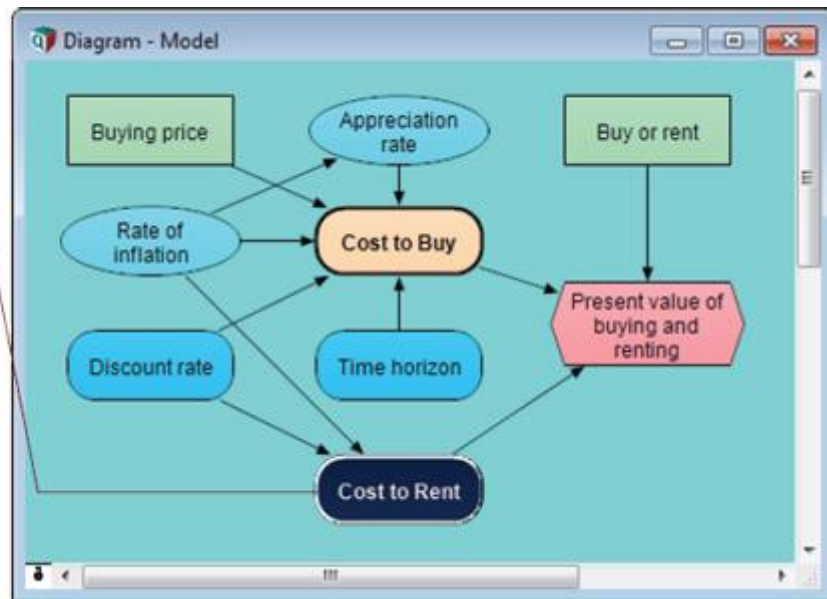 Diagram - Model
Buying price
Appreciation
rate
Buy or rent
Rate of
inflation
Cost to Buy
Present value of
buying and
renting
Discount rate
Time horizon
Cost to Rent